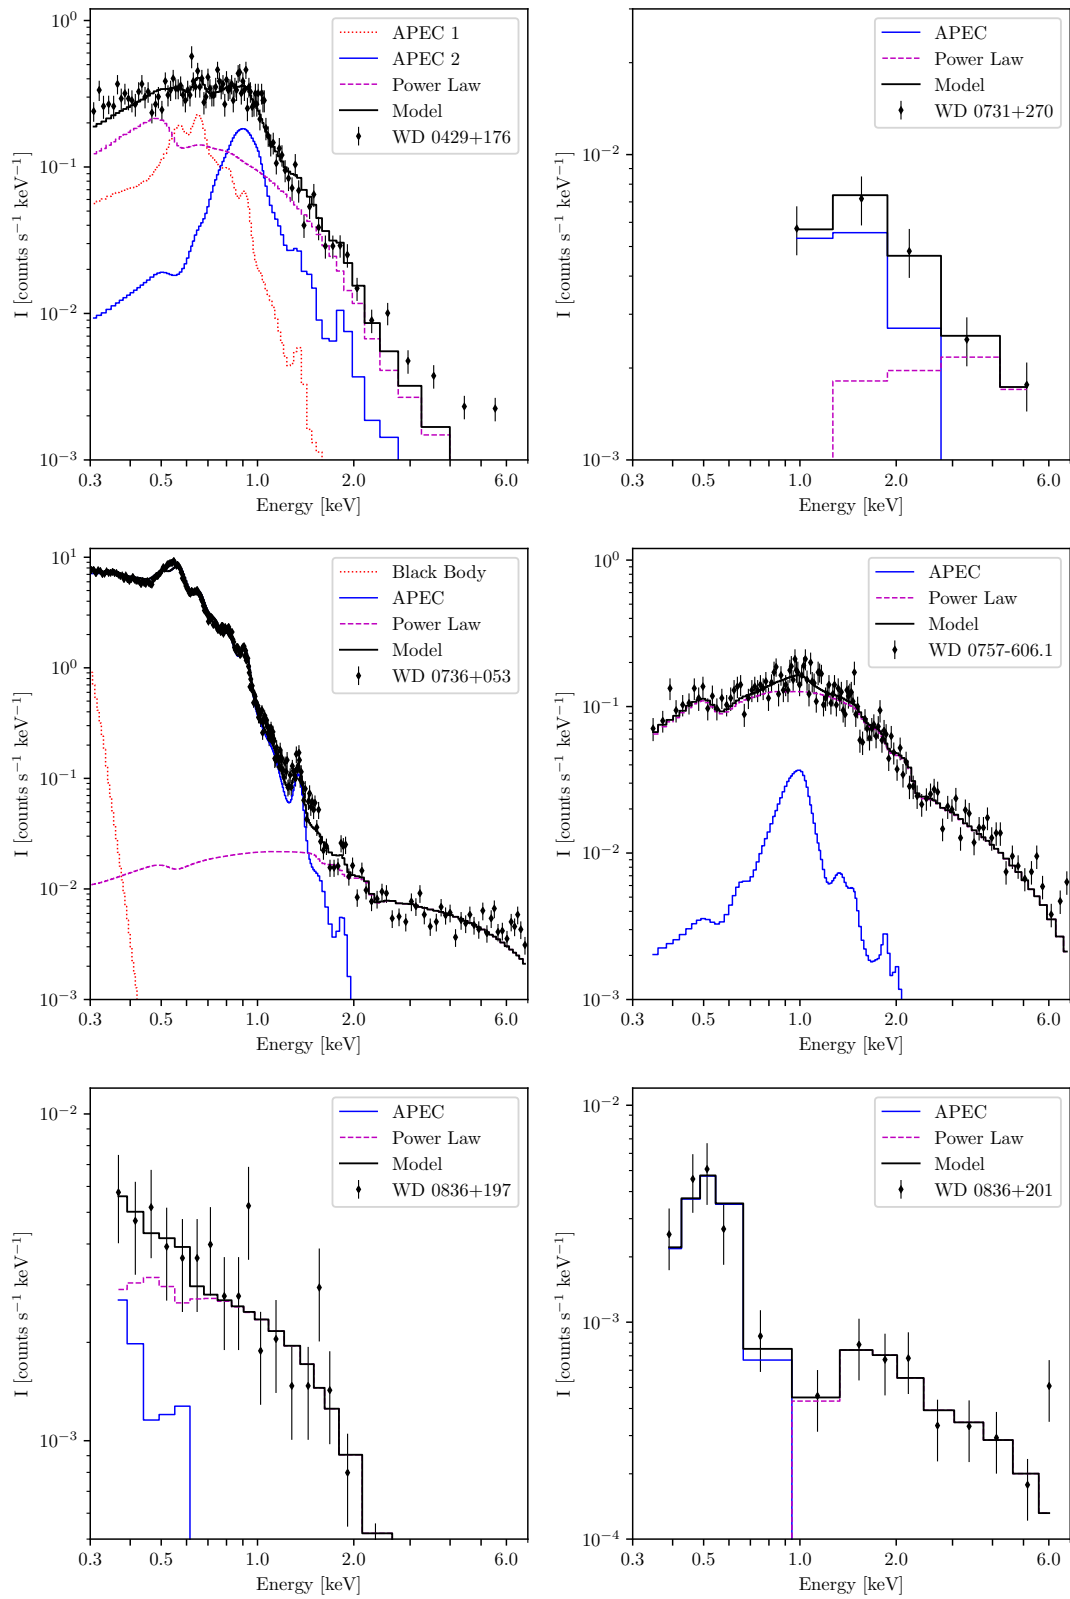 APEC 1
APEC 2
Power Law
Model
WD 0429+176
10⁰
10⁻¹
10⁻²
10⁻³
I [counts s⁻¹ keV⁻¹]
0.3 0.5 1.0 2.0 6.0
Energy [keV]
APEC
Power Law
Model
WD 0731+270
10⁻²
10⁻³
I [counts s⁻¹ keV⁻¹]
0.3 0.5 1.0 2.0 6.0
Energy [keV]
Black Body
APEC
Power Law
Model
WD 0736+053
10¹
10⁰
10⁻¹
10⁻²
10⁻³
I [counts s⁻¹ keV⁻¹]
0.3 0.5 1.0 2.0 6.0
Energy [keV]
APEC
Power Law
Model
WD 0757-606.1
10⁰
10⁻¹
10⁻²
10⁻³
I [counts s⁻¹ keV⁻¹]
0.3 0.5 1.0 2.0 6.0
Energy [keV]
APEC
Power Law
Model
WD 0836+197
10⁻²
10⁻³
I [counts s⁻¹ keV⁻¹]
0.3 0.5 1.0 2.0 6.0
Energy [keV]
APEC
Power Law
Model
WD 0836+201
10⁻²
10⁻³
10⁻⁴
I [counts s⁻¹ keV⁻¹]
0.3 0.5 1.0 2.0 6.0
Energy [keV]